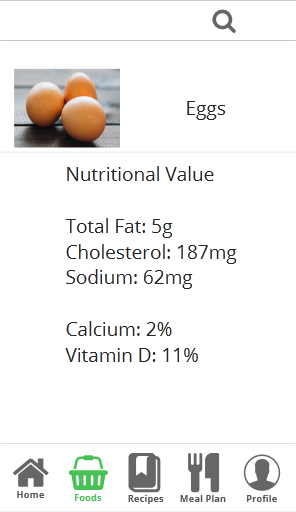 Eggs
Nutritional Value
Total Fat: 5g
Cholesterol: 187mg
Sodium: 62mg
Calcium: 2%
Vitamin D: 11%
Home
Foods
Recipes
Meal Plan
Profile